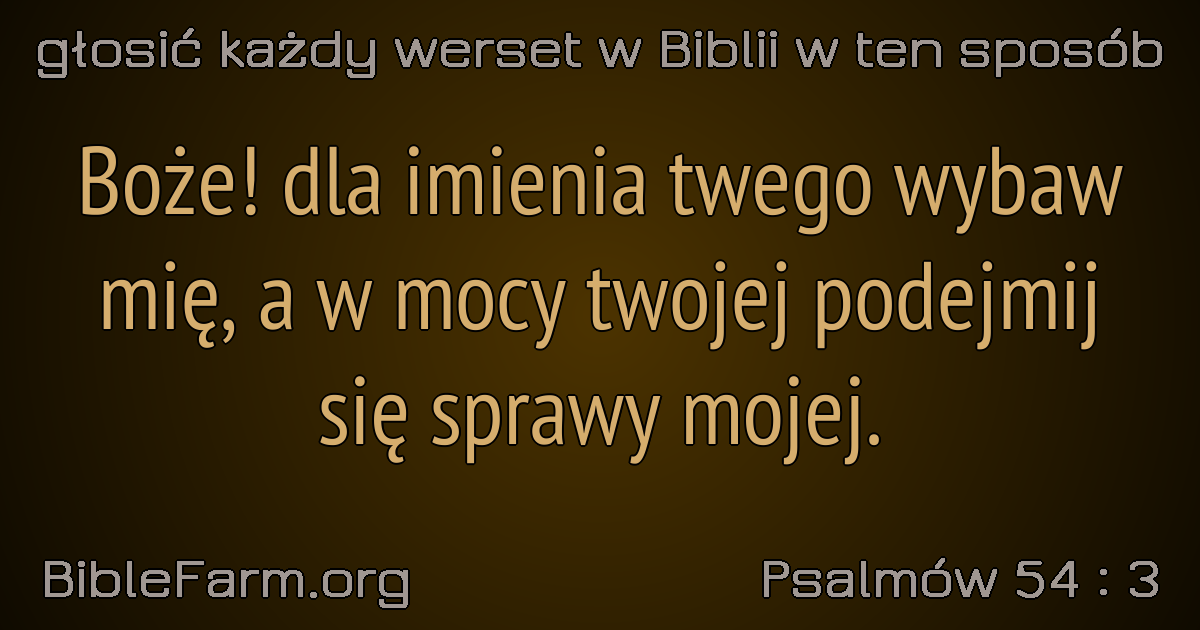 głosić każdy werset w Biblii w ten sposób
Boże! dla imienia twego wybaw
mię, a w mocy twojej podejmij
się sprawy mojej.
BibleFarm.org
Psalmów 54 : 3